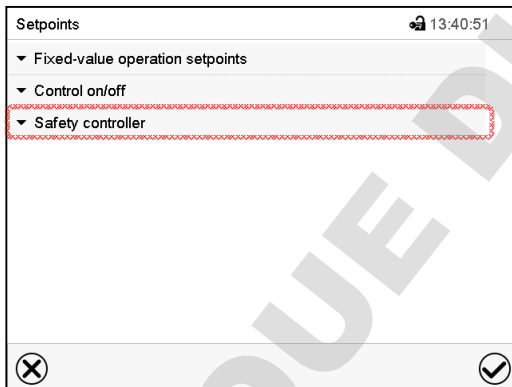 Setpoints 13:40:51
Fixed-value operation setpoints
Control on/off
Safety controller